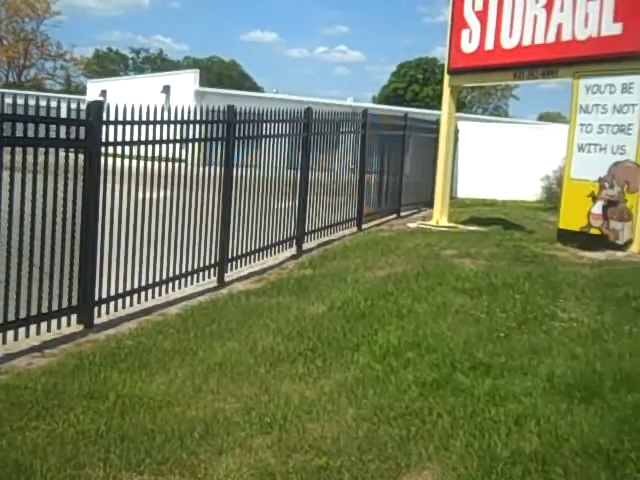 STORAGE
YOU'D BE
NUTS NOT
TO STORE
WITH US.